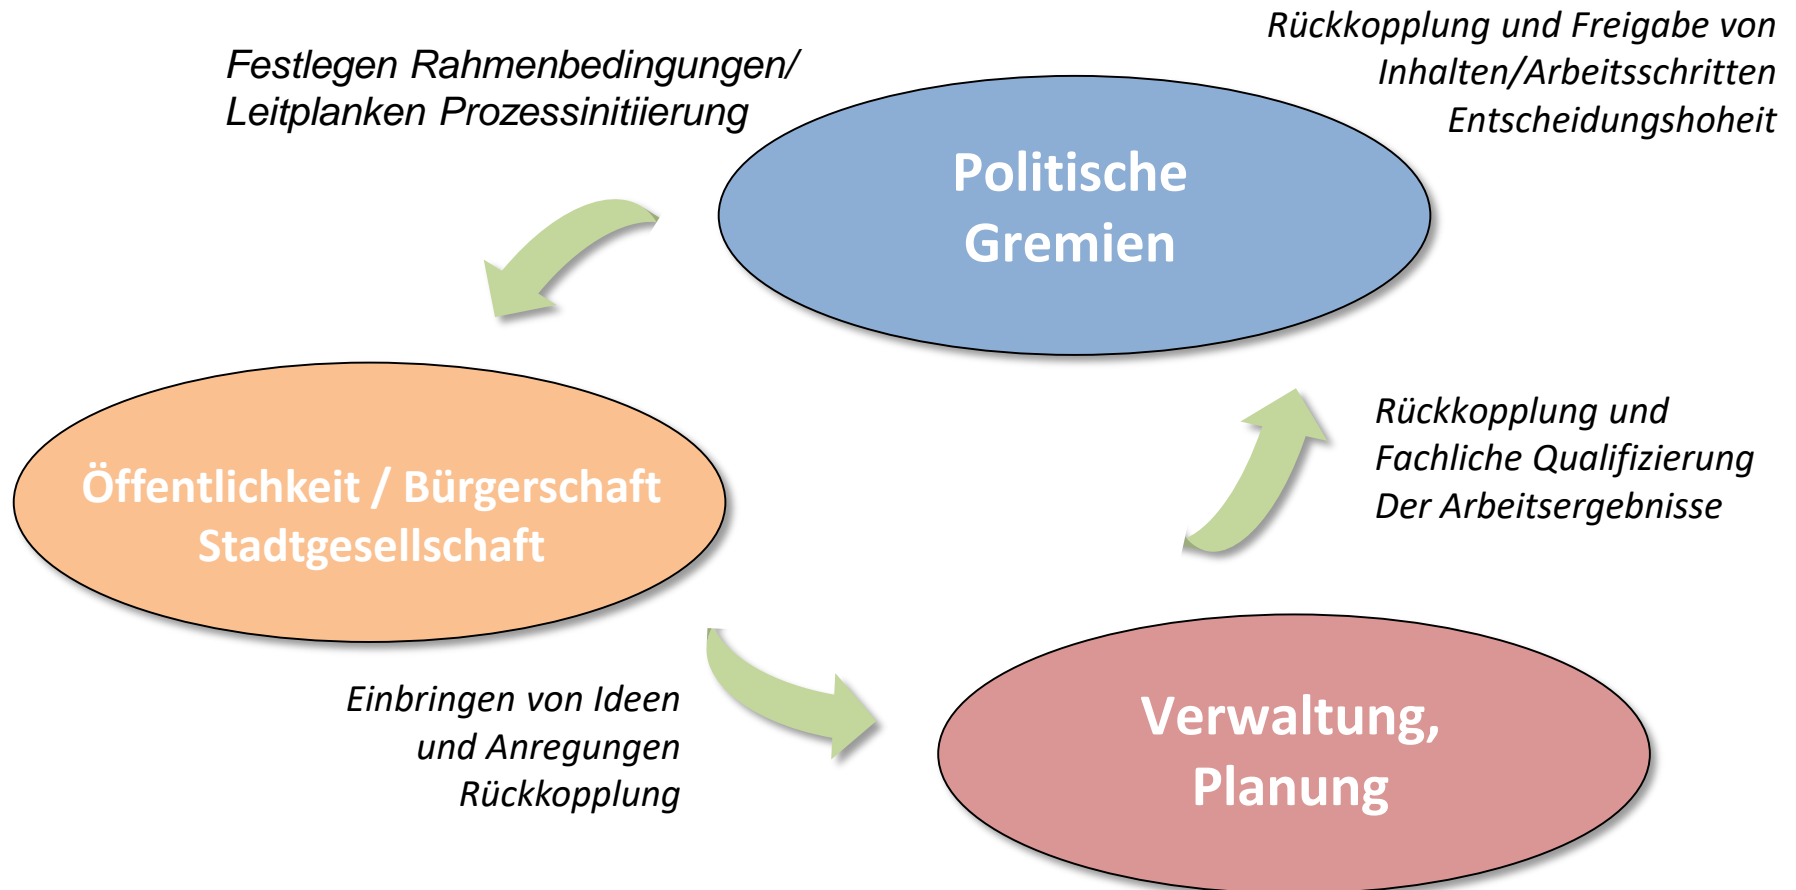 Rückkopplung und Freigabe von
Inhalten/Arbeitsschritten
Entscheidungshoheit
Festlegen Rahmenbedingungen/
Leitplanken Prozessinitiierung
Politische
Gremien
Rückkopplung und
Fachliche Qualifizierung
Der Arbeitsergebnisse
Öffentlichkeit / Bürgerschaft
Stadtgesellschaft
Einbringen von Ideen
und Anregungen
Rückkopplung
Verwaltung,
Planung